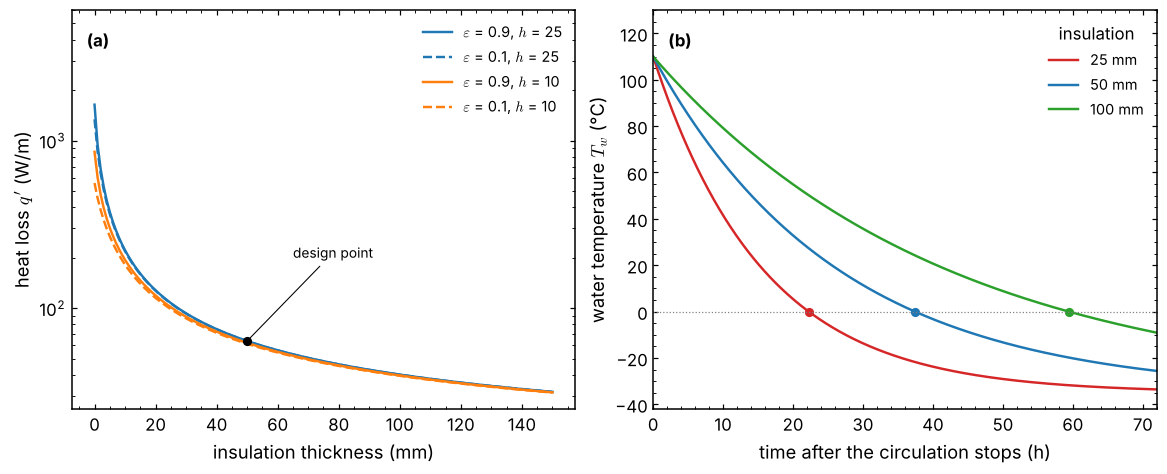 (a)
ε = 0.9, h = 25
ε = 0.1, h = 25
ε = 0.9, h = 10
ε = 0.1, h = 10
design point
10³
10²
heat loss q′ (W/m)
0 20 40 60 80 100 120 140
insulation thickness (mm)
(b)
insulation
25 mm
50 mm
100 mm
120
100
80
60
40
20
0
−20
−40
water temperature T_w (°C)
0 10 20 30 40 50 60 70
time after the circulation stops (h)